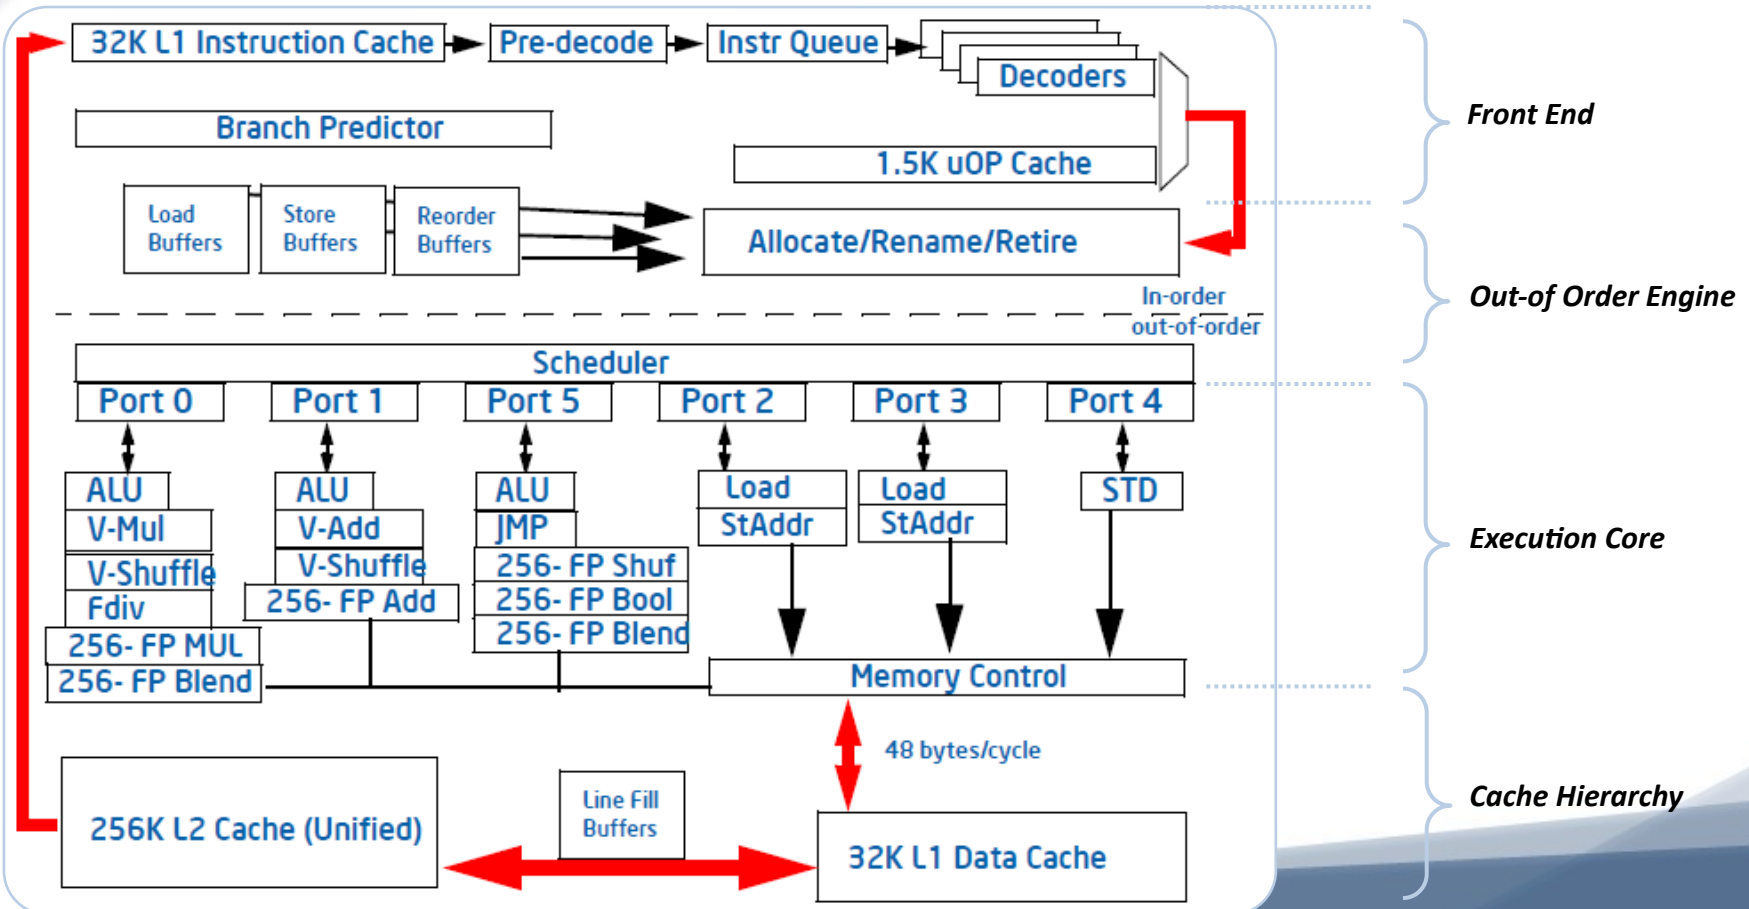 32K L1 Instruction Cache
Pre-decode
Instr Queue
Decoders
Front End
Branch Predictor
1.5K uOP Cache
Load
Buffers
Store
Buffers
Reorder
Buffers
Allocate/Rename/Retire
In-order
out-of-order
Out-of Order Engine
Scheduler
Port 0
Port 1
Port 5
Port 2
Port 3
Port 4
ALU
V-Mul
V-Shuffle
Fdiv
256- FP MUL
256- FP Blend
ALU
V-Add
V-Shuffle
256- FP Add
ALU
JMP
256- FP Shuf
256- FP Bool
256- FP Blend
Load
StAddr
Load
StAddr
STD
Execution Core
Memory Control
48 bytes/cycle
256K L2 Cache (Unified)
Line Fill
Buffers
32K L1 Data Cache
Cache Hierarchy